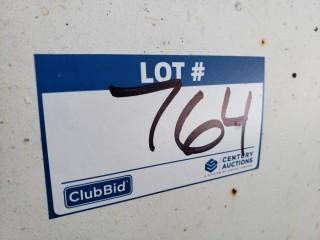 LOT #
764
ClubBid
CENTURY
AUCTIONS